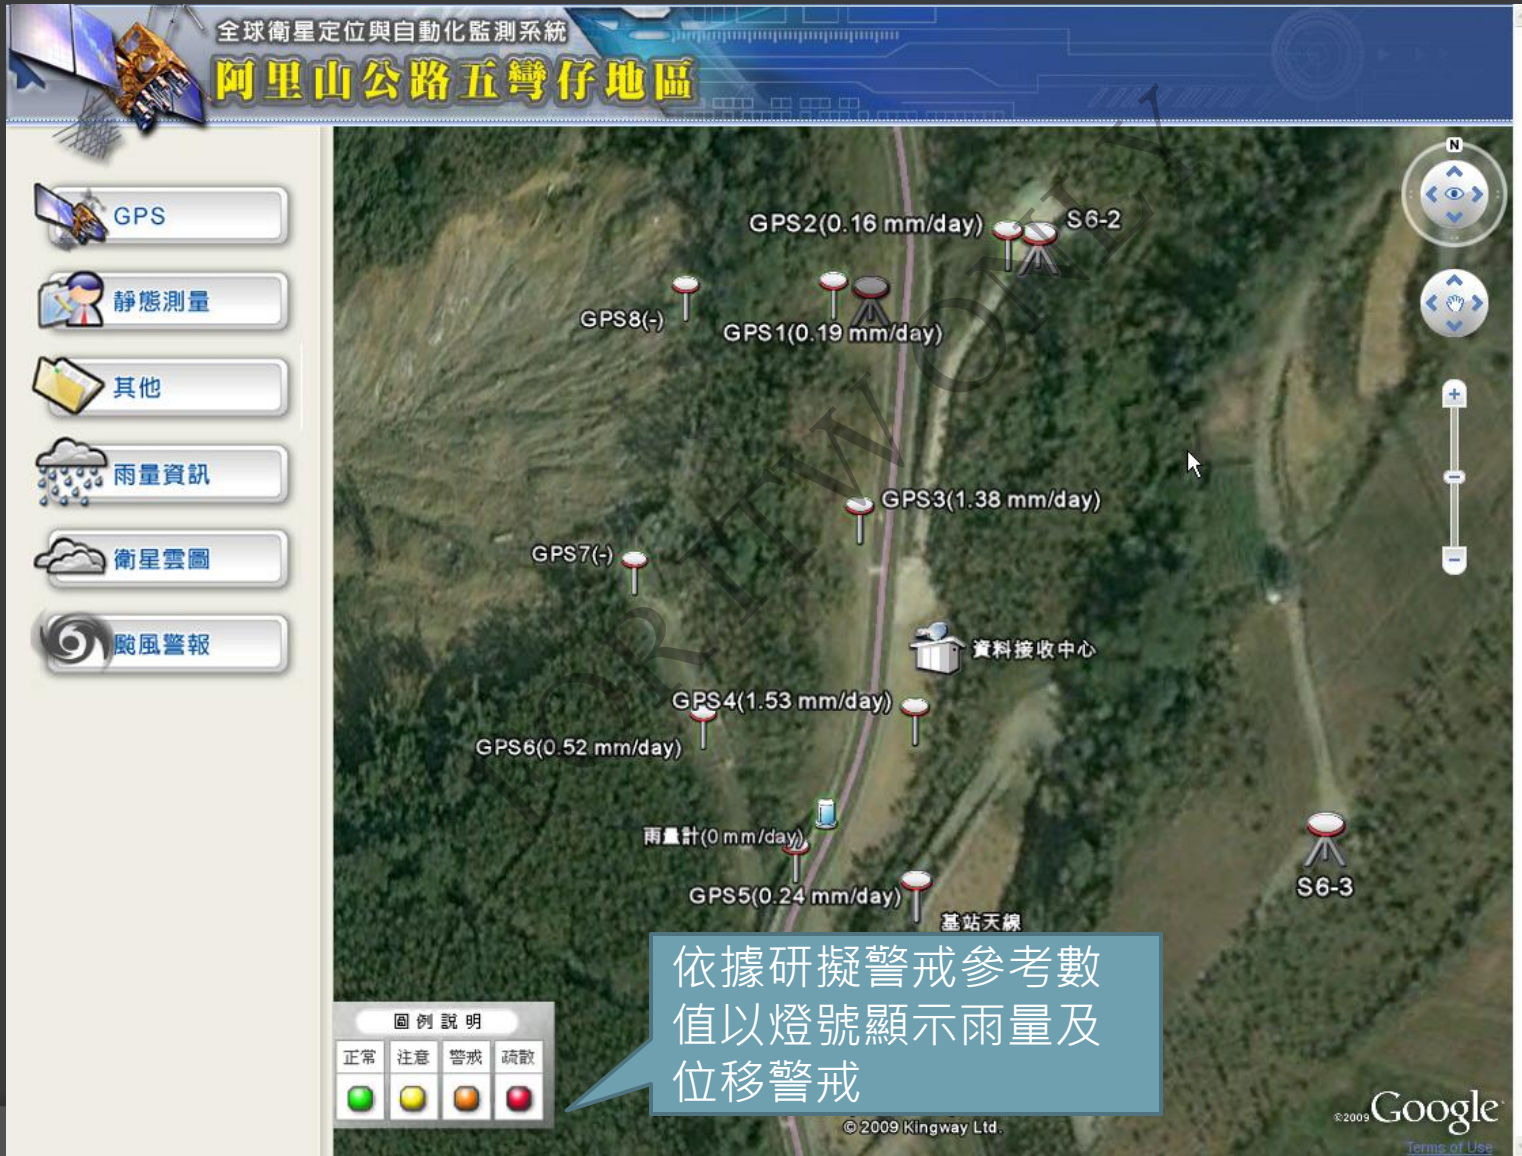 全球衛星定位與自動化監測系統
阿里山公路五彎仔地區
GPS
靜態測量
其他
雨量資訊
衛星雲圖
颱風警報
N
GPS2(0.16 mm/day)
S6-2
GPS8(-)
GPS1(0.19 mm/day)
GPS3(1.38 mm/day)
GPS7(-)
資料接收中心
GPS4(1.53 mm/day)
GPS6(0.52 mm/day)
雨量計(0 mm/day)
GPS5(0.24 mm/day)
S6-3
基站天線
依據研擬警戒參考數
值以燈號顯示雨量及
位移警戒
圖例說明
正常 注意 警戒 疏散
©2009 Google
© 2009 Kingway Ltd.
Terms of Use